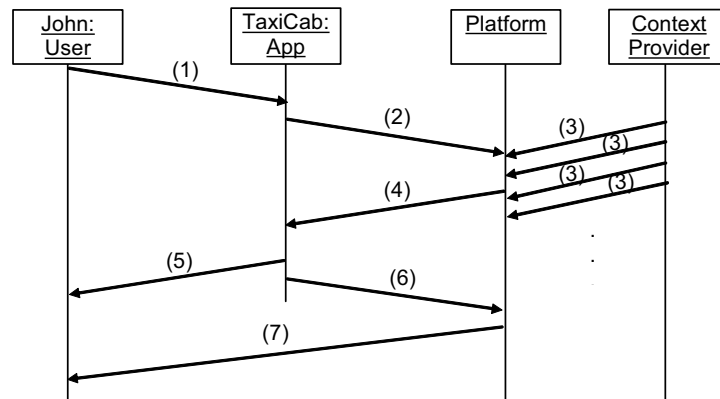 John:
User
TaxiCab:
App
Platform
Context
Provider
(1)
(2)
(3)
(3)
(3)
(3)
(4)
(5)
(6)
(7)